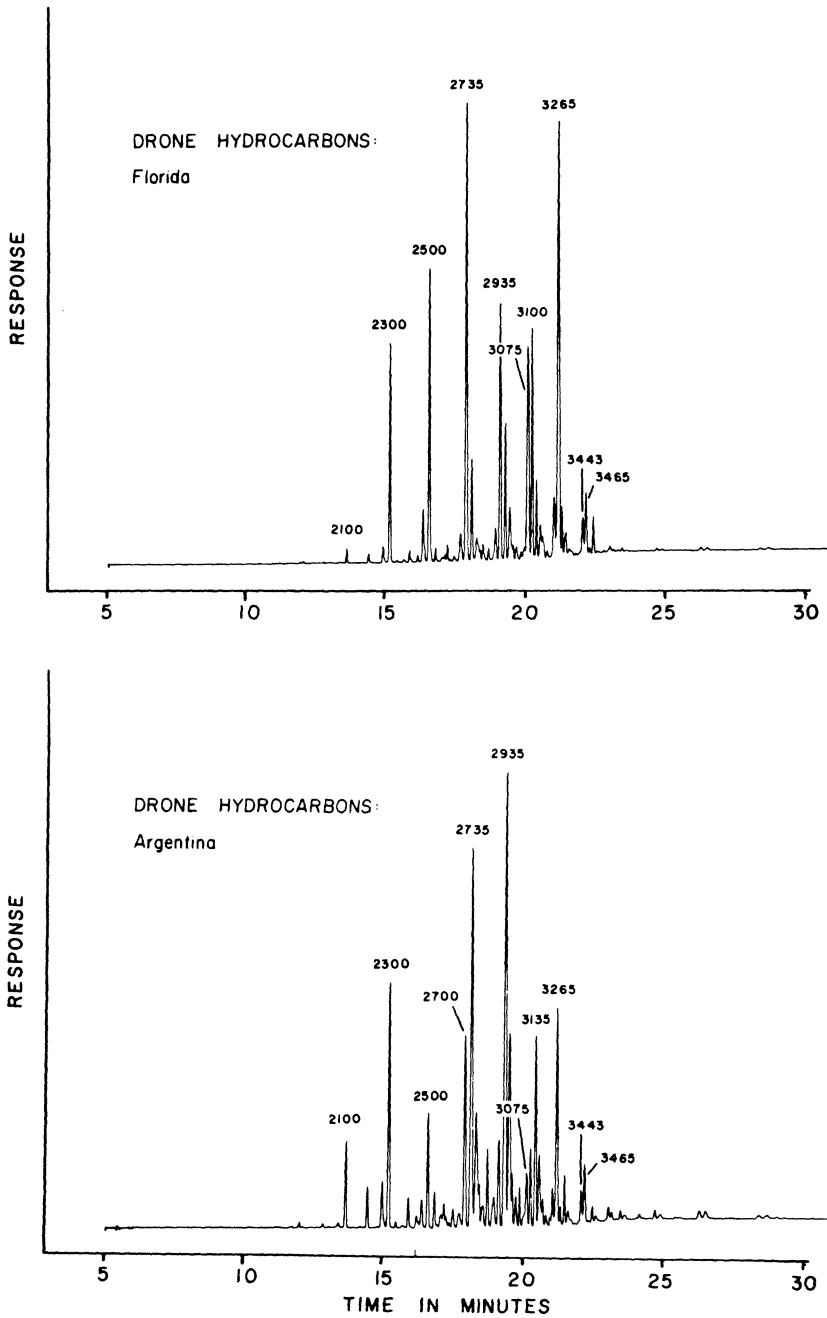 2735
3265
DRONE HYDROCARBONS:
Florida
2500
2935
3100
2300
3075
3443
3465
2100
RESPONSE
5 10 15 20 25 30
2935
DRONE HYDROCARBONS:
2735
Argentina
2300
2700
3265
3135
2500
2100
3075
3443
3465
RESPONSE
5 10 15 20 25 30
TIME IN MINUTES